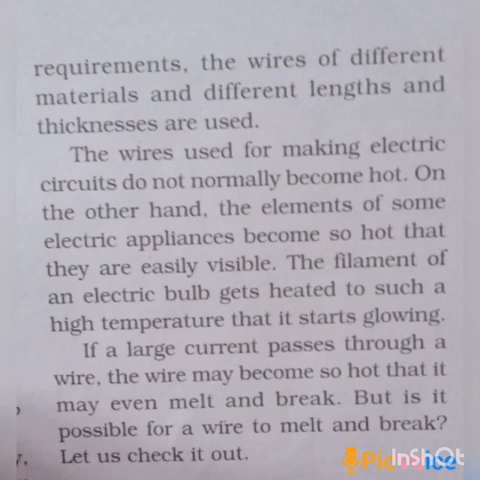 requirements, the wires of different
materials and different lengths and
thicknesses are used.
The wires used for making electric
circuits do not normally become hot. On
the other hand, the elements of some
electric appliances become so hot that
they are easily visible. The filament of
an electric bulb gets heated to such a
high temperature that it starts glowing.
If a large current passes through a
wire, the wire may become so hot that it
may even melt and break. But is it
possible for a wire to melt and break?
Let us check it out.
InShOt